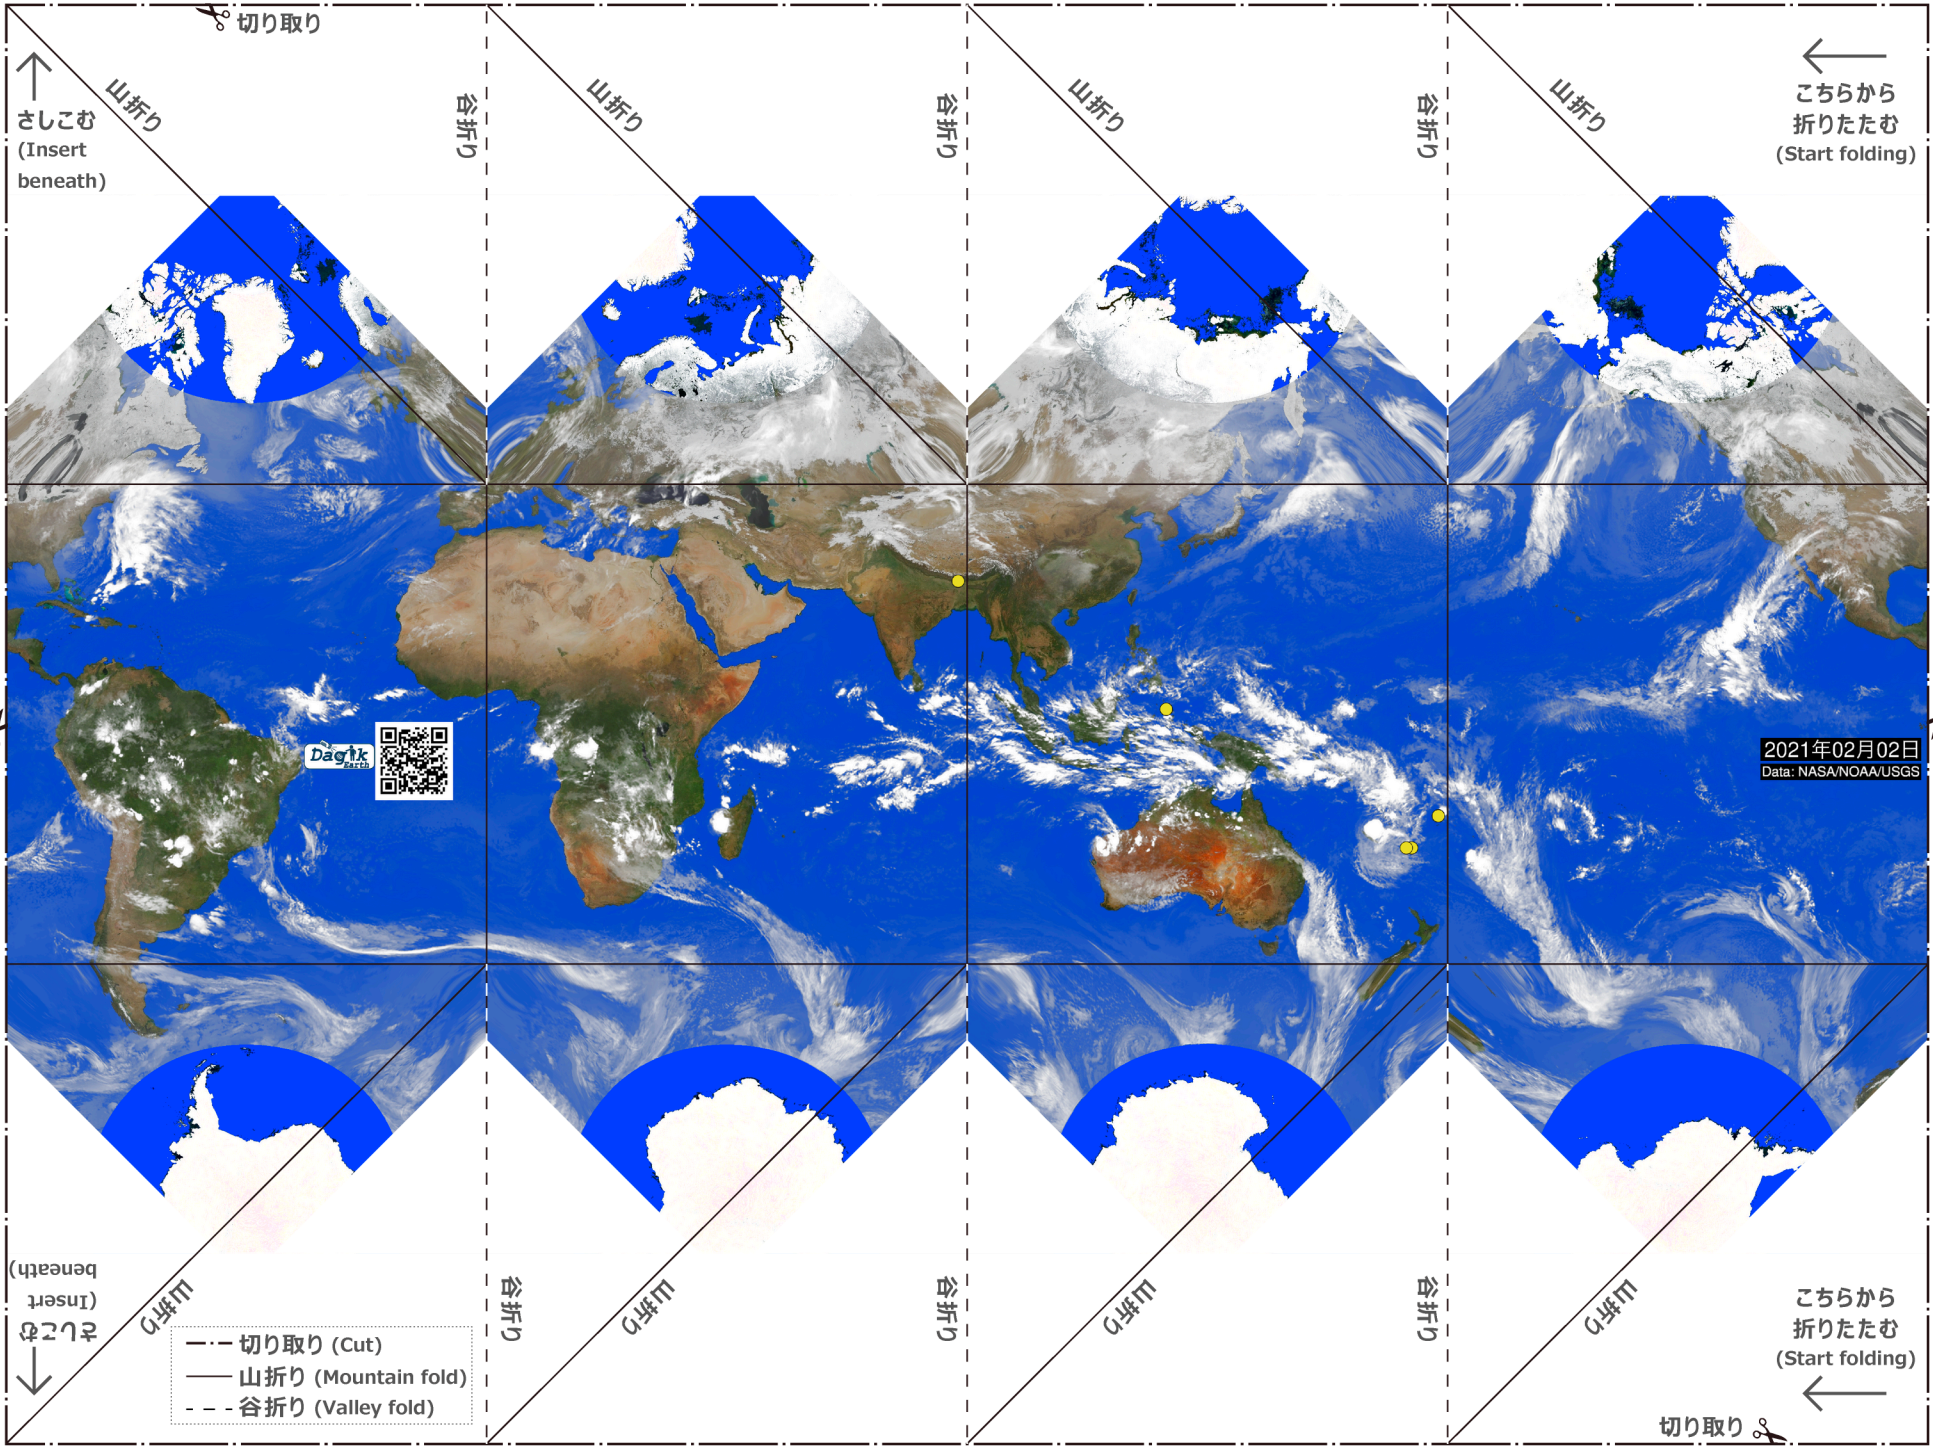 切り取り
山折り
谷折り
山折り
谷折り
山折り
谷折り
山折り
さしこむ
(Insert
beneath)
こちらから
折りたたむ
(Start folding)
Dagik
Earth
2021年02月02日
Data: NASA/NOAA/USGS
さしこむ
(Insert
beneath)
山折り
谷折り
山折り
谷折り
山折り
谷折り
山折り
こちらから
折りたたむ
(Start folding)
切り取り (Cut)
山折り (Mountain fold)
谷折り (Valley fold)
切り取り